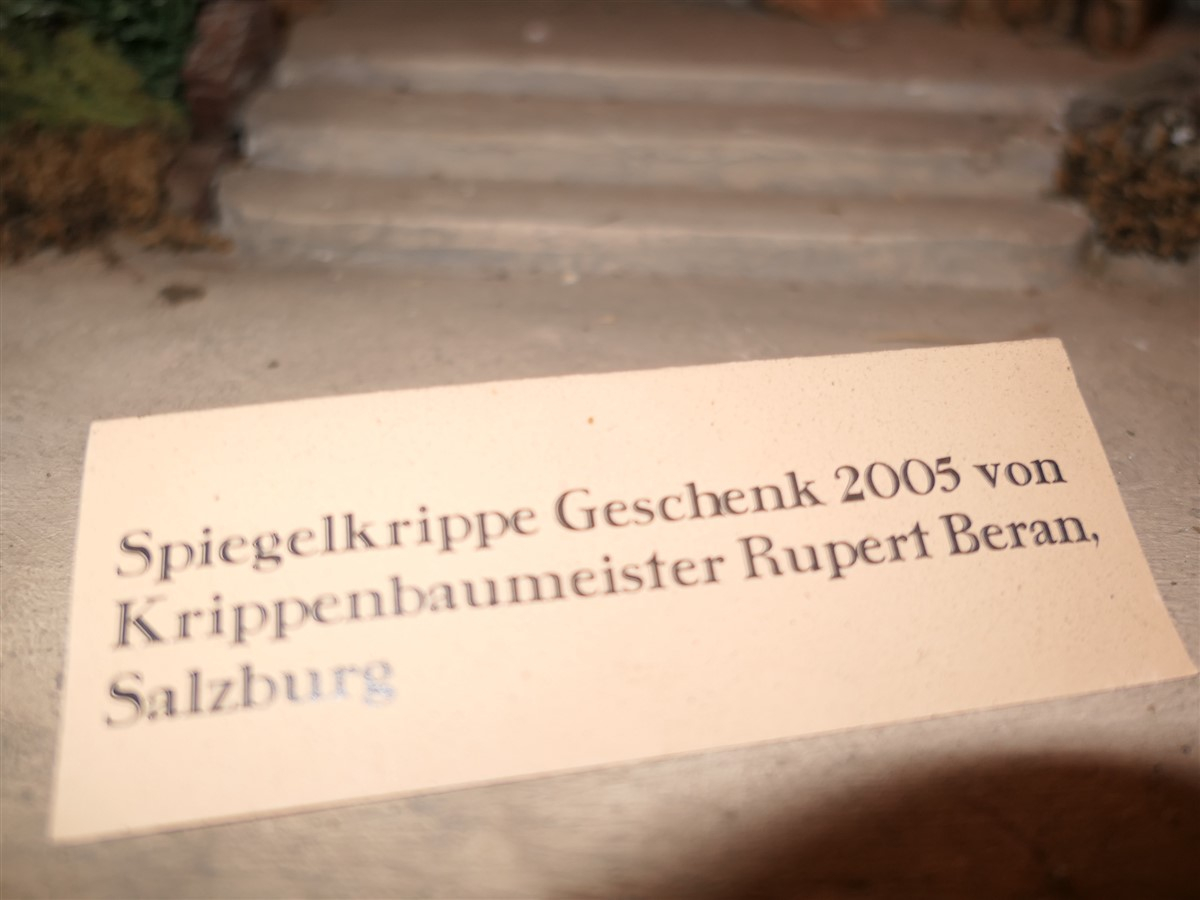 Spiegelkrippe Geschenk 2005 von
Krippenbaumeister Rupert Beran,
Salzburg